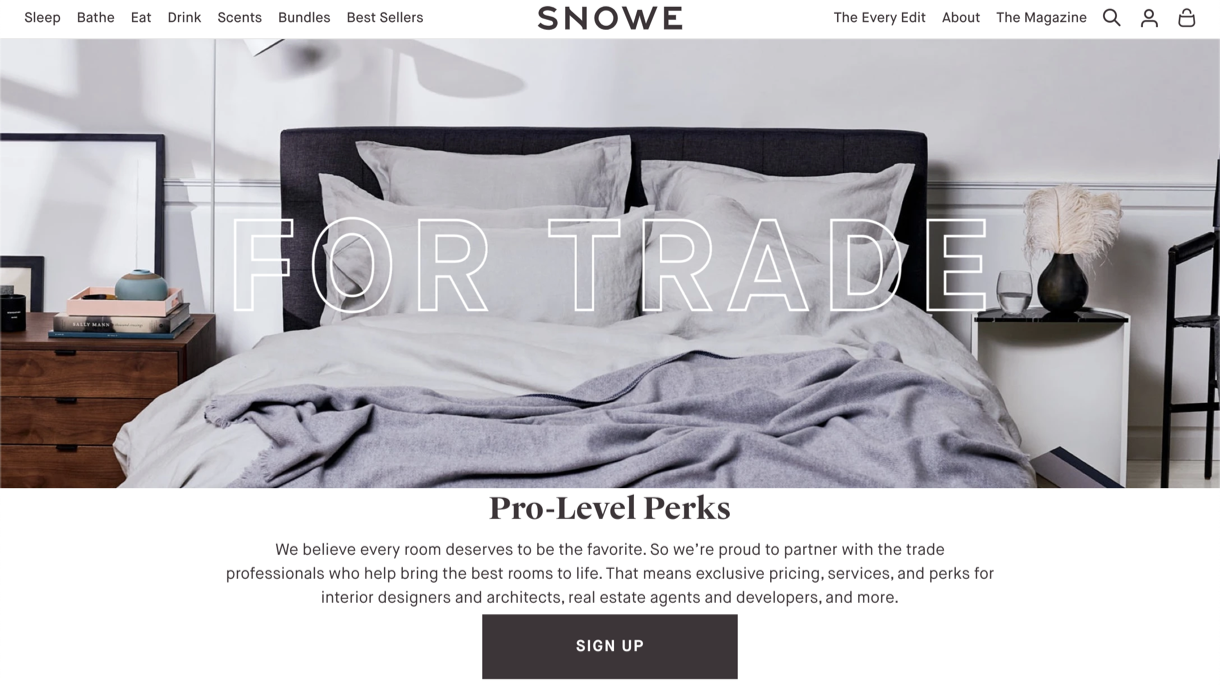 Sleep Bathe Eat Drink Scents Bundles Best Sellers SNOWE The Every Edit About The Magazine
FOR TRADE
SALLY MANN
Pro-Level Perks
We believe every room deserves to be the favorite. So we're proud to partner with the trade
professionals who help bring the best rooms to life. That means exclusive pricing, services, and perks for
interior designers and architects, real estate agents and developers, and more.
SIGN UP